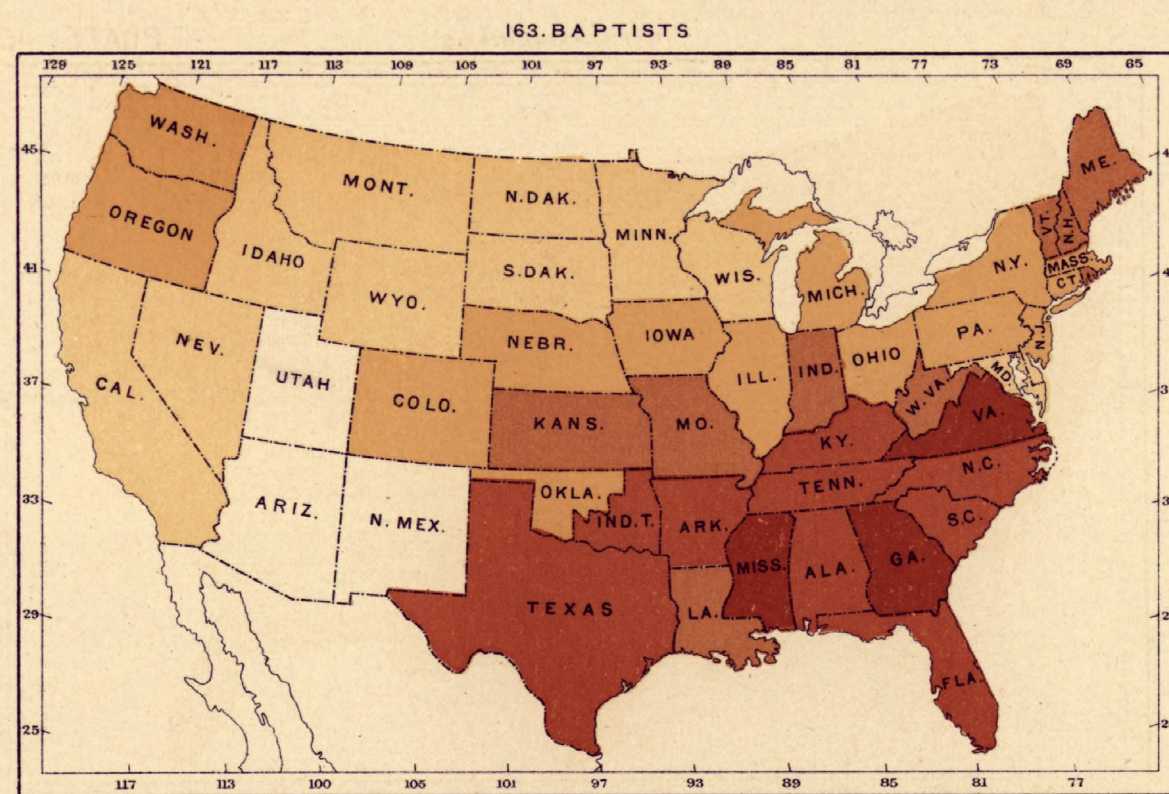 163. BAPTISTS
129 125 121 117 113 109 105 101 97 93 89 85 81 77 73 69 65
WASH.
ME.
45
MONT.
N. DAK.
VT.
N.H.
OREGON
MINN.
IDAHO
S. DAK.
WIS.
N.Y.
MASS.
41
WYO.
MICH.
CT.
NEV.
NEBR.
IOWA
PA.
N.J.
OHIO
CAL.
UTAH
ILL.
IND.
MD.
37
COLO.
W. VA.
KANS.
MO.
KY.
VA.
N.C.
OKLA.
TENN.
33
ARIZ.
N. MEX.
IND. T.
ARK.
S.C.
MISS.
ALA.
GA.
29
TEXAS
LA.
FLA.
25
117 113 100 105 101 97 93 89 85 81 77